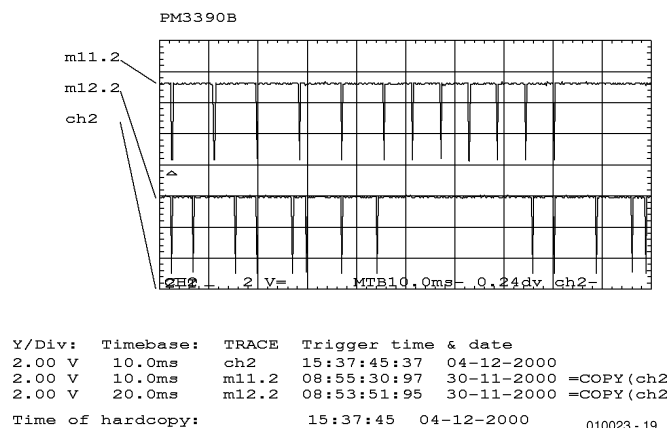 PM3390B
m11.2
m12.2
ch2
2 V= MTB10.0ms- 0.24dv ch2-
Y/Div: Timebase: TRACE Trigger time & date
2.00 V 10.0ms ch2 15:37:45:37 04-12-2000
2.00 V 10.0ms m11.2 08:55:30:97 30-11-2000 =COPY(ch2
2.00 V 20.0ms m12.2 08:53:51:95 30-11-2000 =COPY(ch2
Time of hardcopy: 15:37:45 04-12-2000
010023 - 19